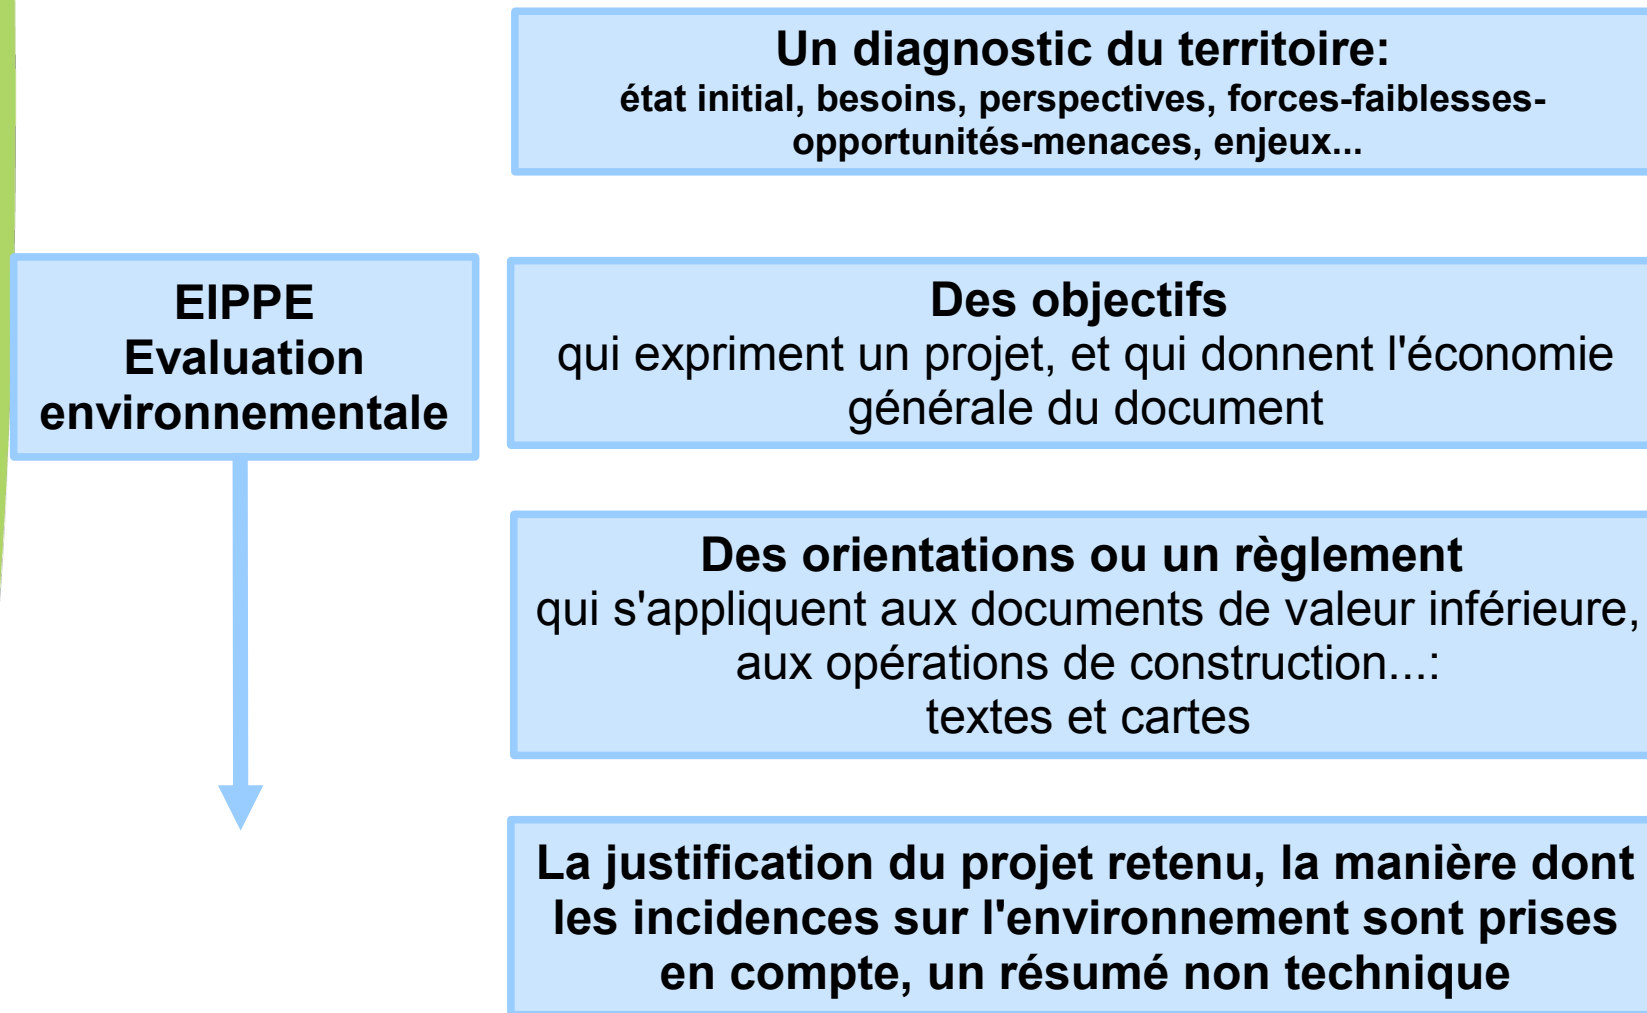 Un diagnostic du territoire:
état initial, besoins, perspectives, forces-faiblesses-
opportunités-menaces, enjeux...
EIPPE
Evaluation
environnementale
Des objectifs
qui expriment un projet, et qui donnent l'économie
générale du document
Des orientations ou un règlement
qui s'appliquent aux documents de valeur inférieure,
aux opérations de construction...:
textes et cartes
La justification du projet retenu, la manière dont
les incidences sur l'environnement sont prises
en compte, un résumé non technique